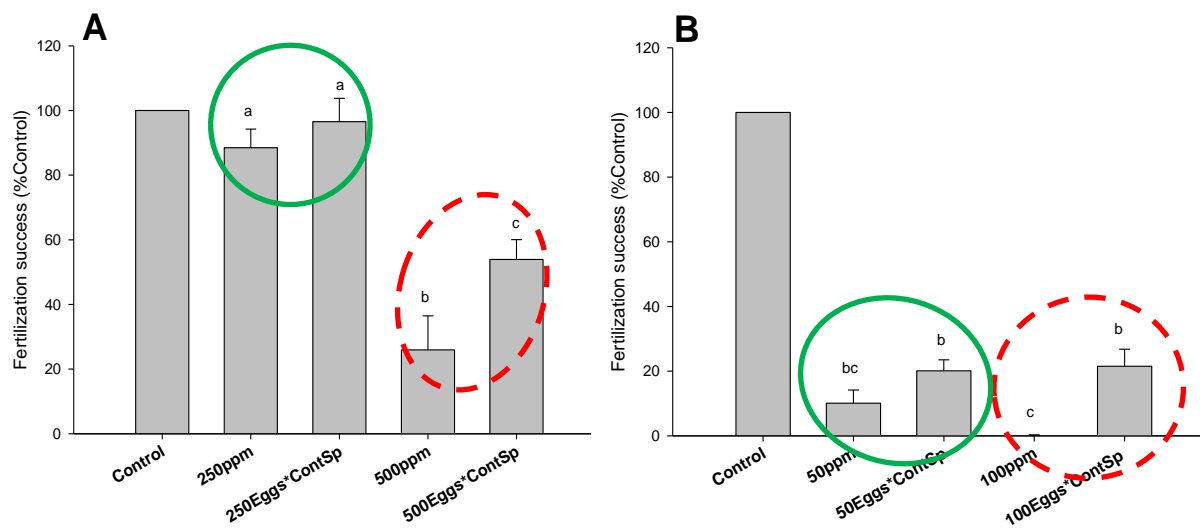 A
Fertilization success (%Control)
120
100
80
60
40
20
0
a
a
b
c
Control
250ppm
250Eggs*ContSp
500ppm
500Eggs*ContSp
B
Fertilization success (%Control)
120
100
80
60
40
20
0
bc
b
c
b
Control
50ppm
50Eggs*ContSp
100ppm
100Eggs*ContSp